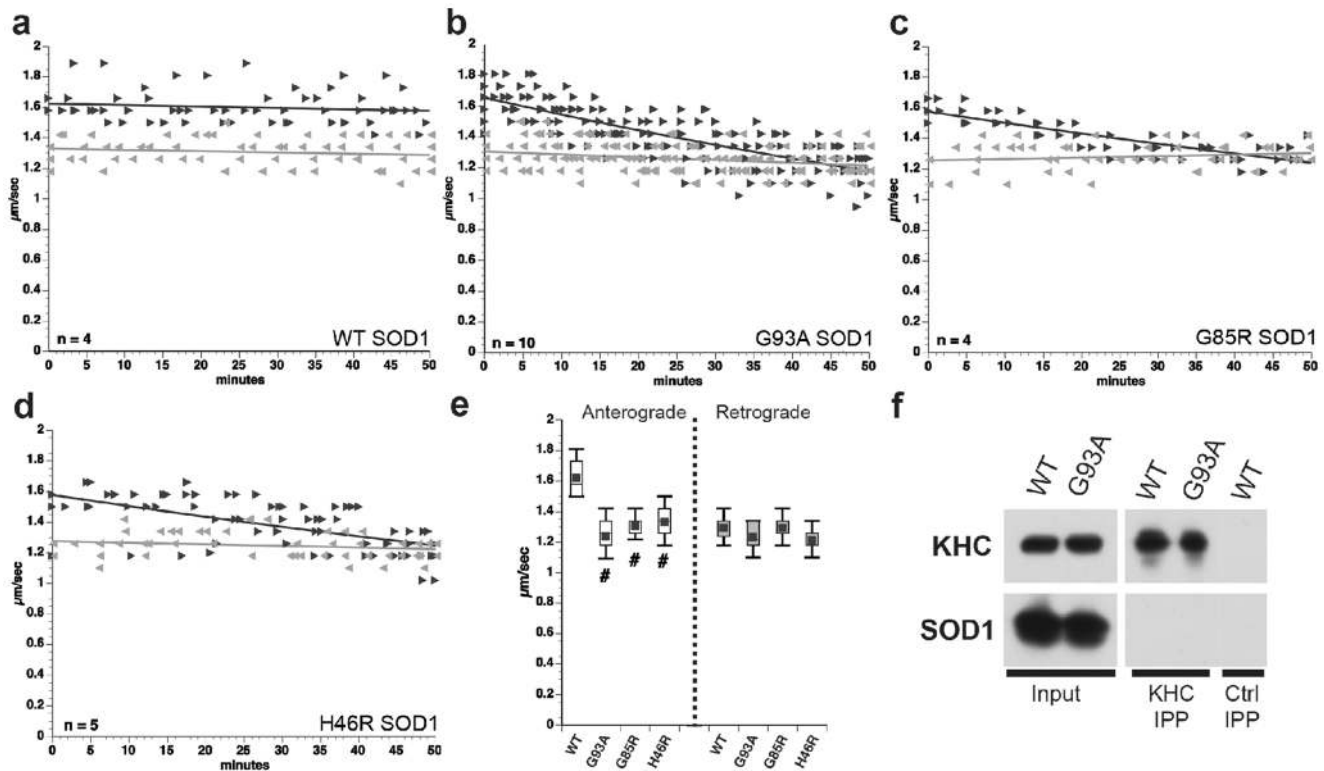 a
2
1.8
1.6
1.4
1.2
1
0.8
0.6
0.4
0.2
0
µm/sec
n = 4
WT SOD1
0 5 10 15 20 25 30 35 40 45 50
minutes
b
2
1.8
1.6
1.4
1.2
1
0.8
0.6
0.4
0.2
0
µm/sec
n = 10
G93A SOD1
0 5 10 15 20 25 30 35 40 45 50
minutes
c
2
1.8
1.6
1.4
1.2
1
0.8
0.6
0.4
0.2
0
µm/sec
n = 4
G85R SOD1
0 5 10 15 20 25 30 35 40 45 50
minutes
d
2
1.8
1.6
1.4
1.2
1
0.8
0.6
0.4
0.2
0
µm/sec
n = 5
H46R SOD1
0 5 10 15 20 25 30 35 40 45 50
minutes
e
Anterograde Retrograde
2
1.8
1.6
1.4
1.2
1
0.8
0.6
0.4
0.2
0
µm/sec
# # #
WT G93A G85R H46R WT G93A G85R H46R
f
WT G93A WT G93A WT
KHC
SOD1
Input KHC IPP Ctrl IPP